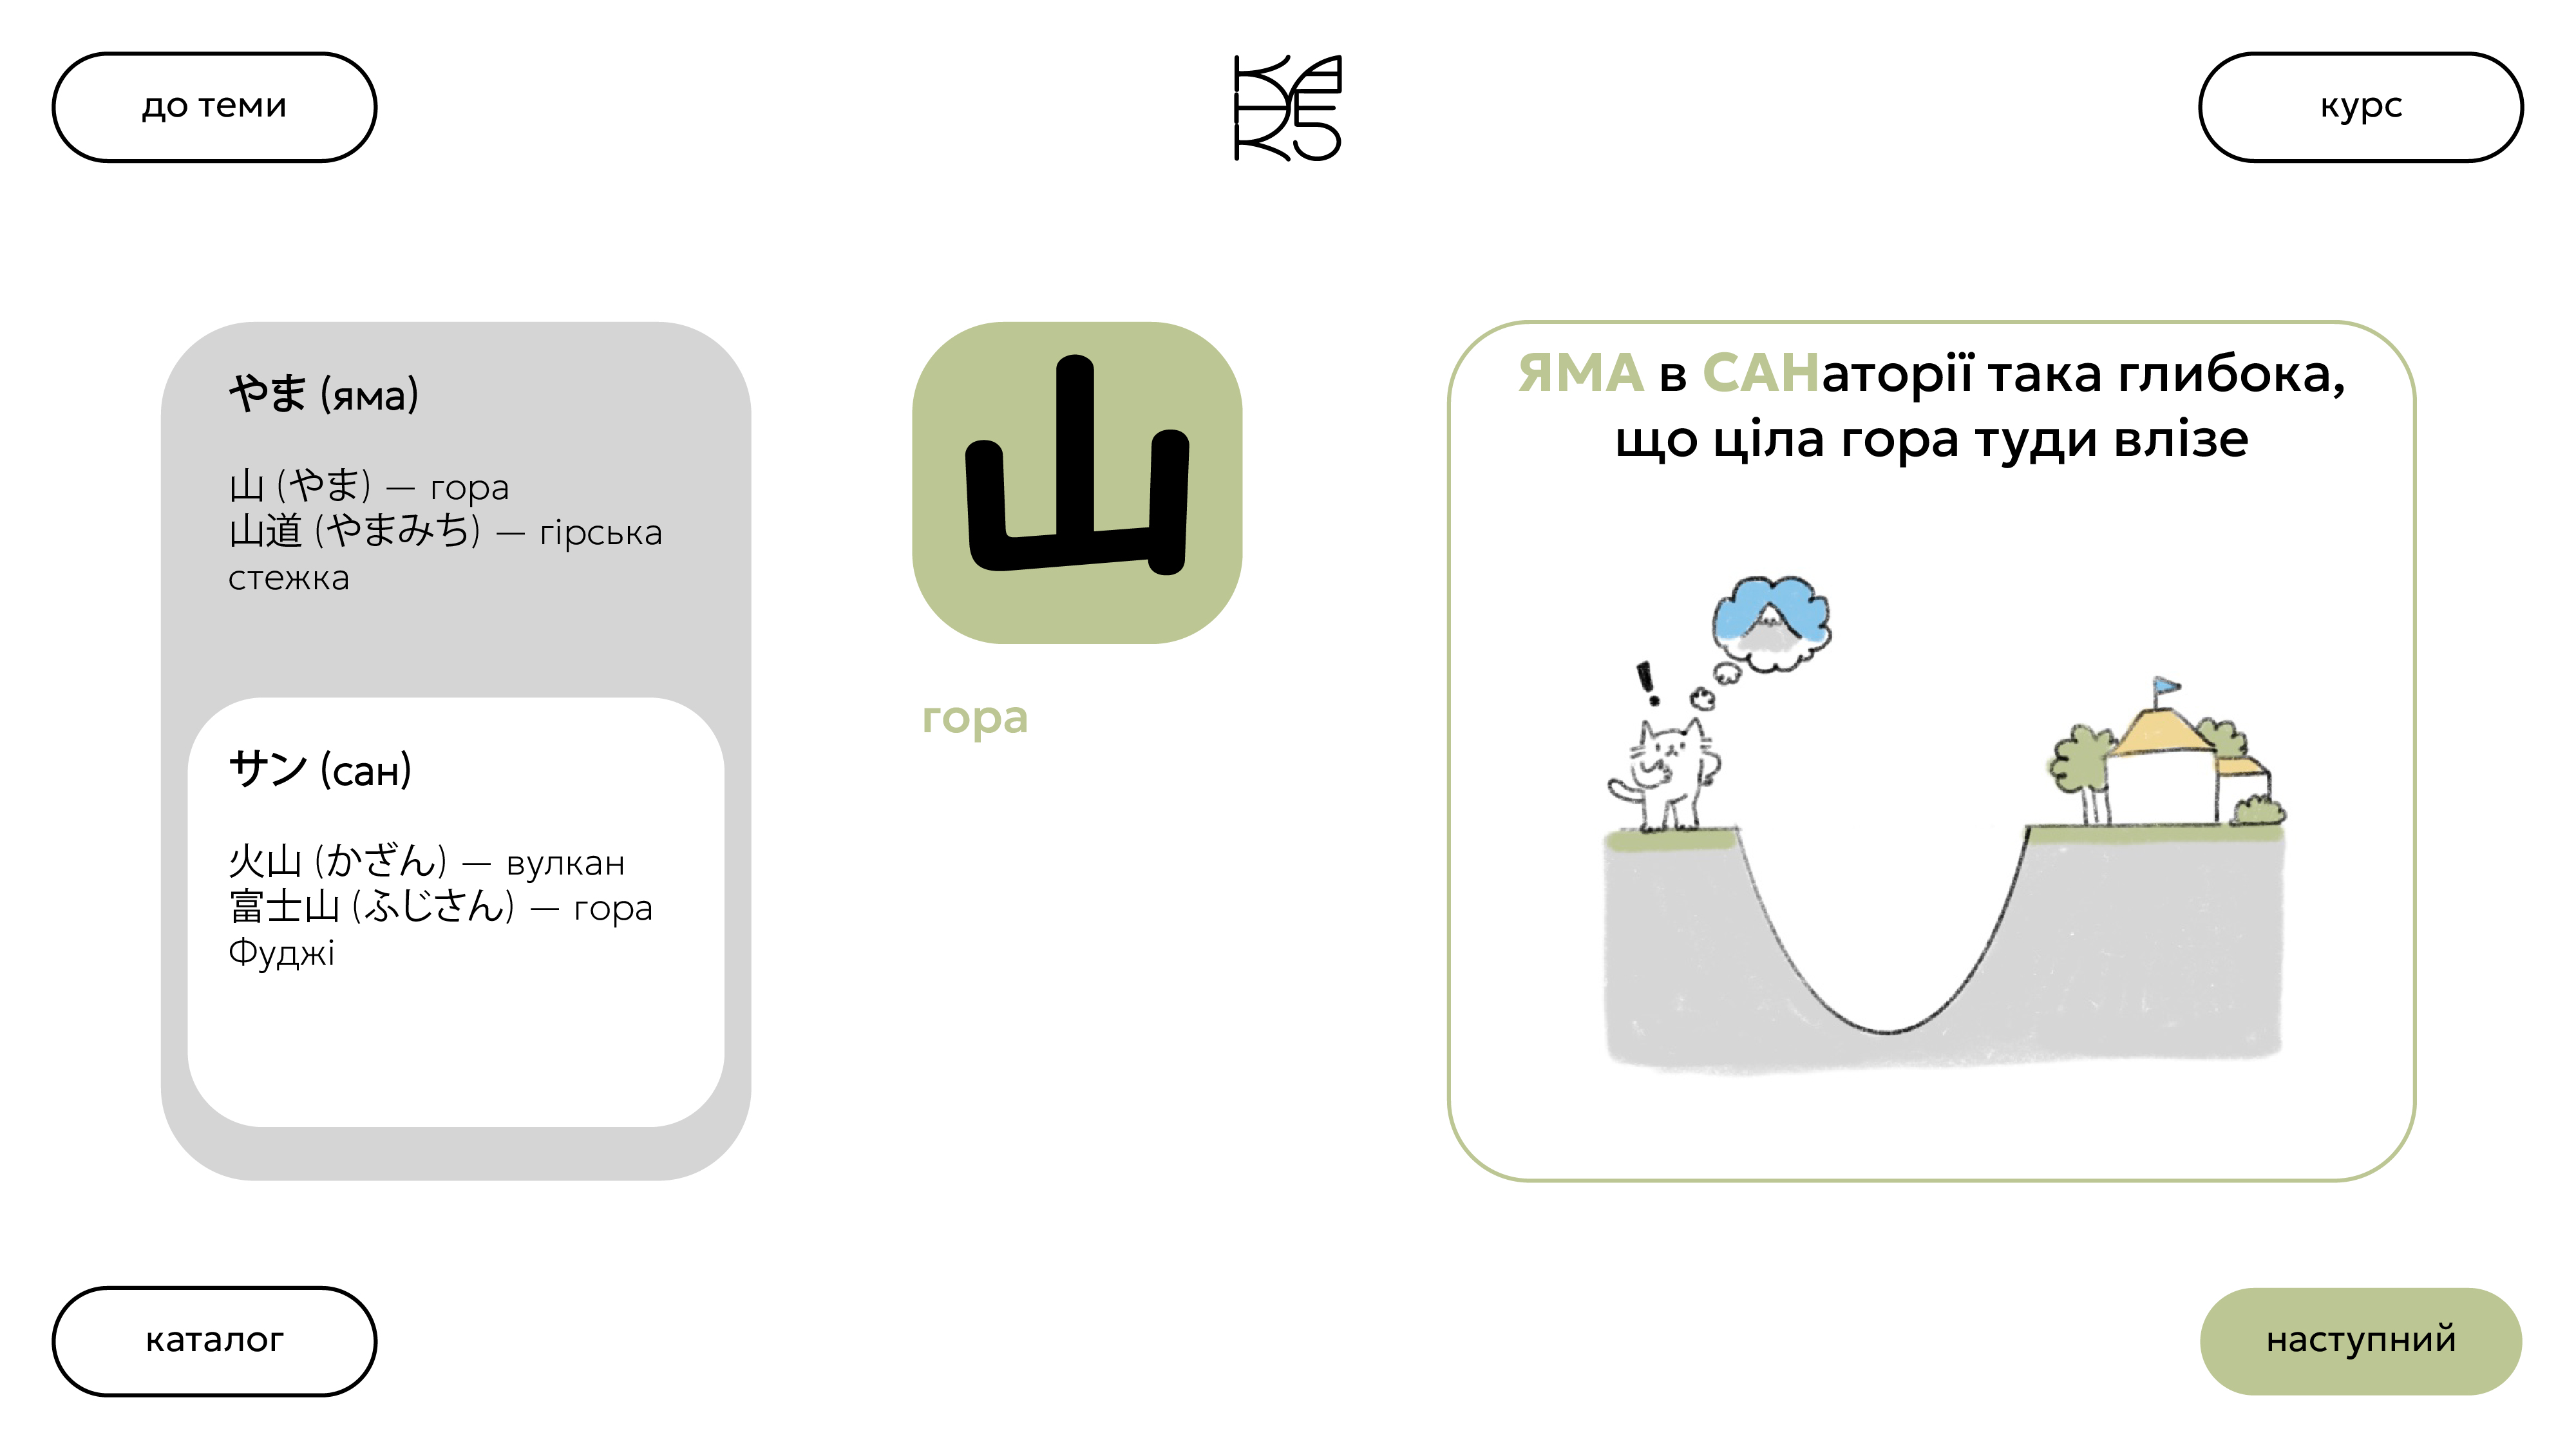 до теми
курс
やま (яма)
山 (やま) — гора
山道 (やまみち) — гірська
стежка
サン (сан)
火山 (かざん) — вулкан
富士山 (ふじさん) — гора
Фуджі
山
гора
ЯМА в САНаторії така глибока,
що ціла гора туди влізе
!
каталог
наступний